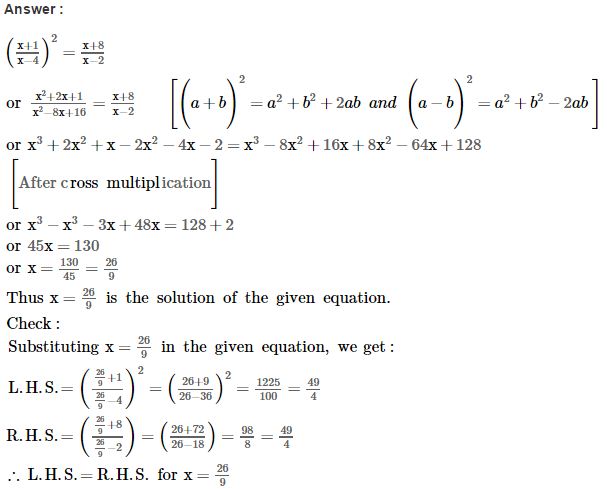 Answer :
(x+1/x−4)² = x+8/x−2
or x²+2x+1/x²−8x+16 = x+8/x−2 [(a+b)² = a²+b²+2ab and (a−b)² = a²+b²−2ab]
or x³+2x²+x−2x²−4x−2 = x³−8x²+16x+8x²−64x+128
[After cross multiplication]
or x³−x³−3x+48x = 128+2
or 45x = 130
or x = 130/45 = 26/9
Thus x = 26/9 is the solution of the given equation.
Check :
Substituting x = 26/9 in the given equation, we get :
L.H.S. = (26/9+1/26/9−4)² = (26+9/26−36)² = 1225/100 = 49/4
R.H.S. = (26/9+8/26/9−2) = (26+72/26−18) = 98/8 = 49/4
∴ L.H.S. = R.H.S. for x = 26/9